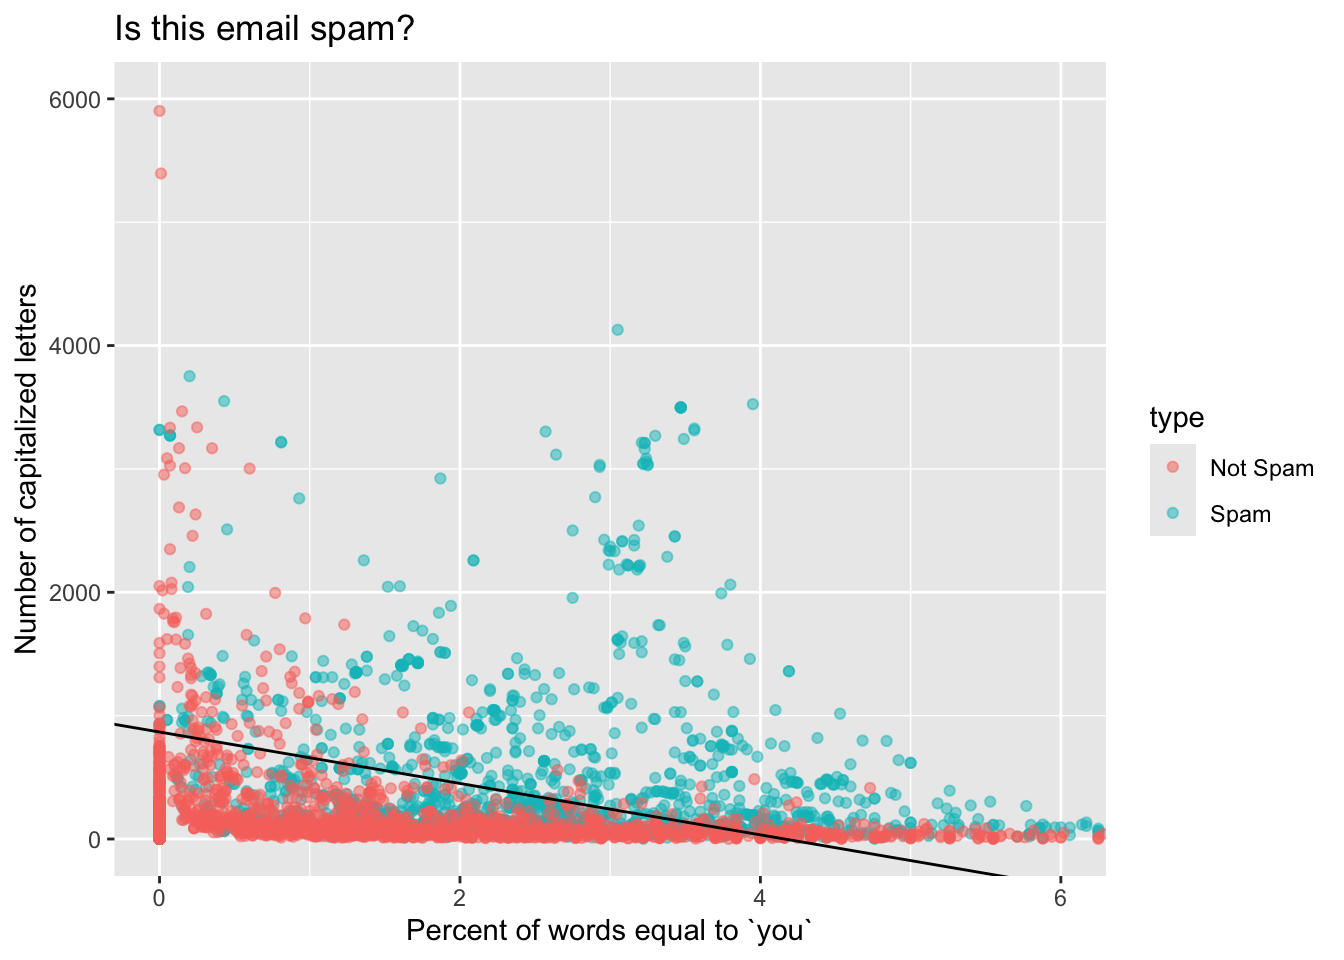 Is this email spam?
6000
4000
2000
0
Number of capitalized letters
0 2 4 6
Percent of words equal to `you`
type
Not Spam
Spam